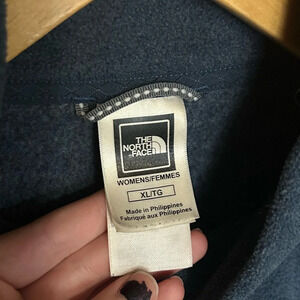 THE
NORTH
FACE
WOMENS/FEMMES
XL/TG
Made in Philippines
Fabriqué aux Philippines